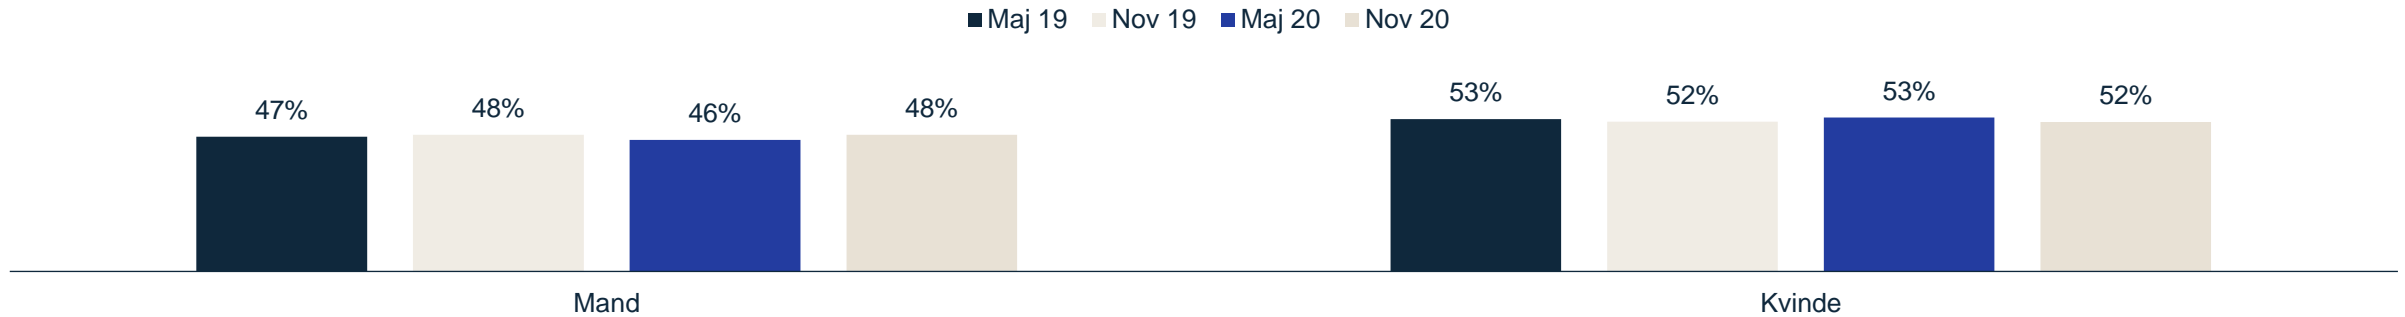 Maj 19 Nov 19 Maj 20 Nov 20
47% 48% 46% 48% 53% 52% 53% 52%
Mand Kvinde